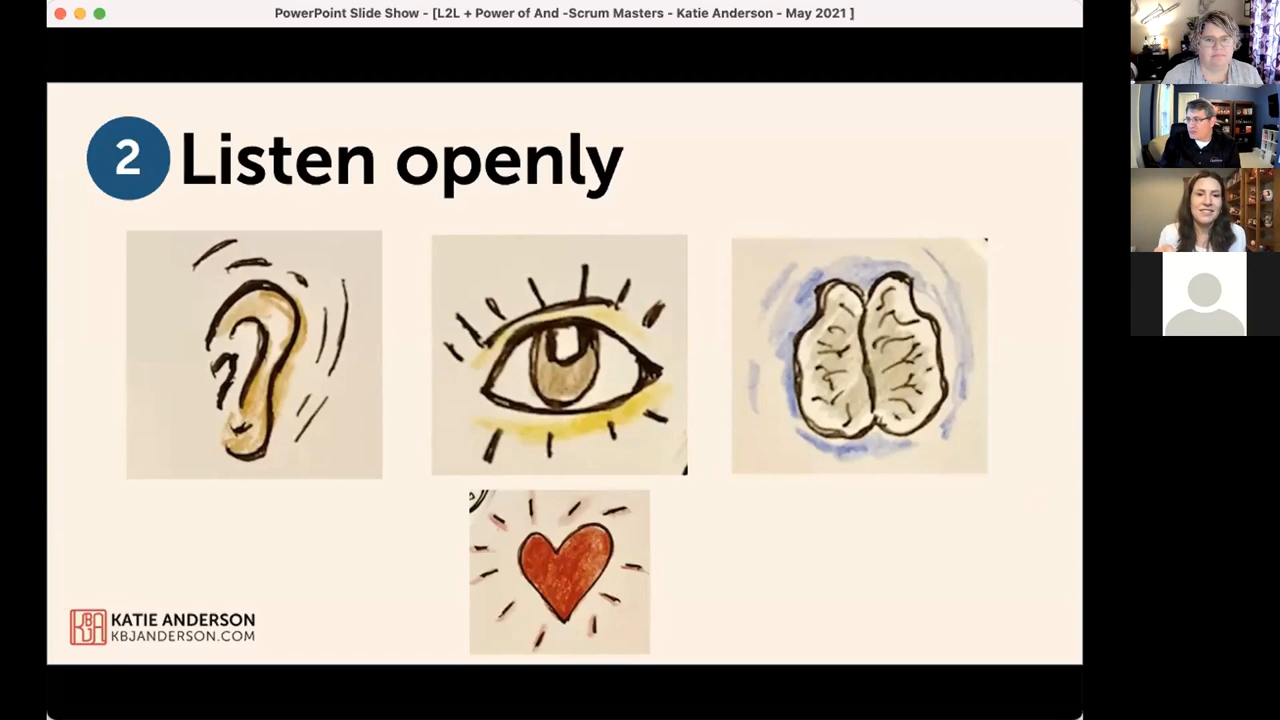 PowerPoint Slide Show - [L2L + Power of And -Scrum Masters - Katie Anderson - May 2021 ]
2 Listen openly
KBJA
KATIE ANDERSON
KBJANDERSON.COM